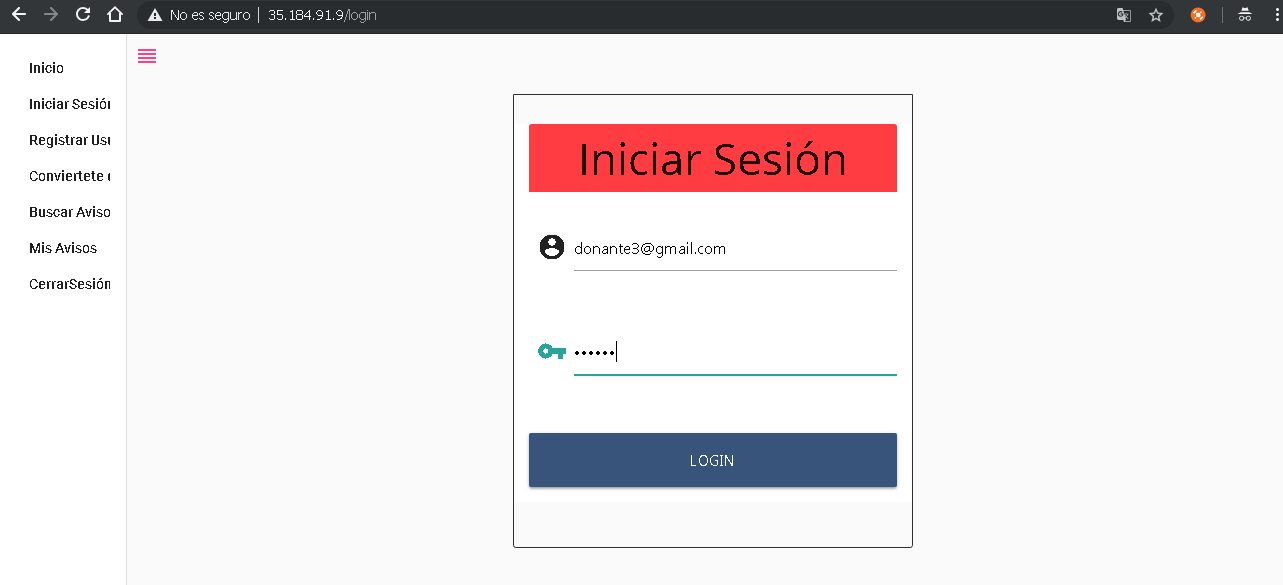 No es seguro | 35.184.91.9/login
Inicio
Iniciar Sesión
Registrar Usu
Conviertete
Buscar Aviso
Mis Avisos
CerrarSesión
Iniciar Sesión
donante3@gmail.com
••••••
LOGIN